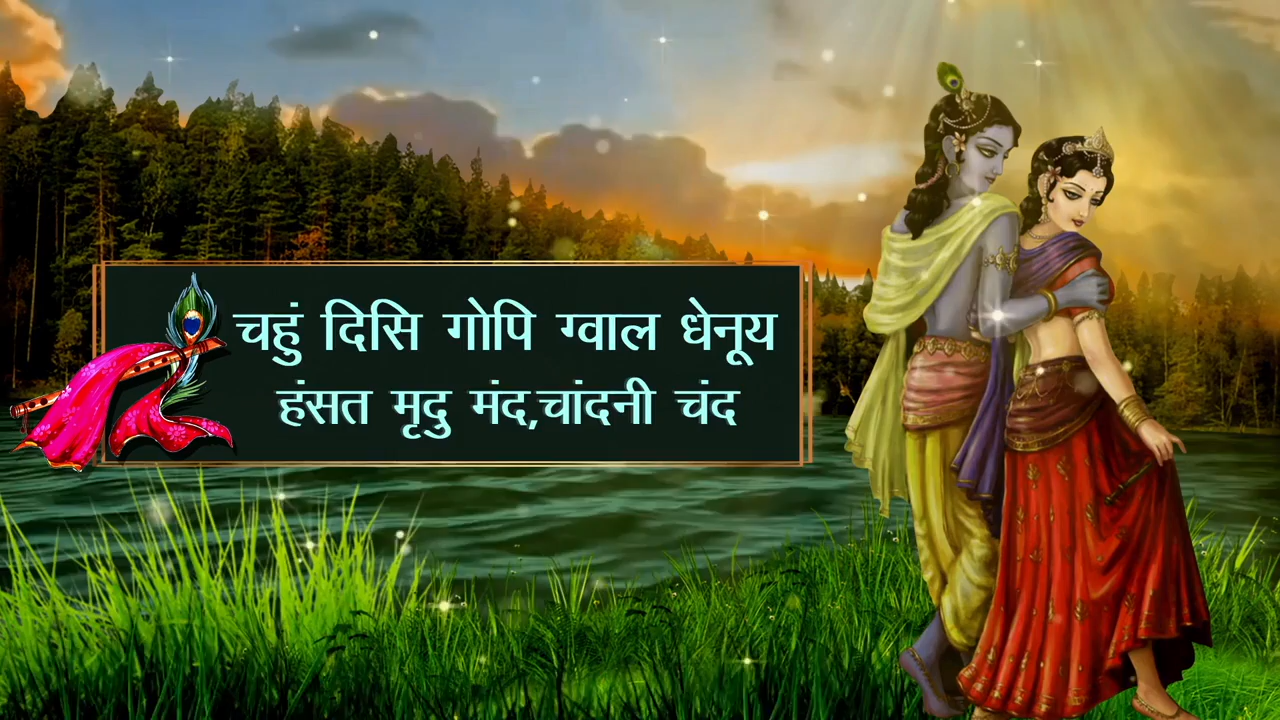 चहुं दिसि गोपि ग्वाल धेनूय
हंसत मृदु मंद,चांदनी चंद